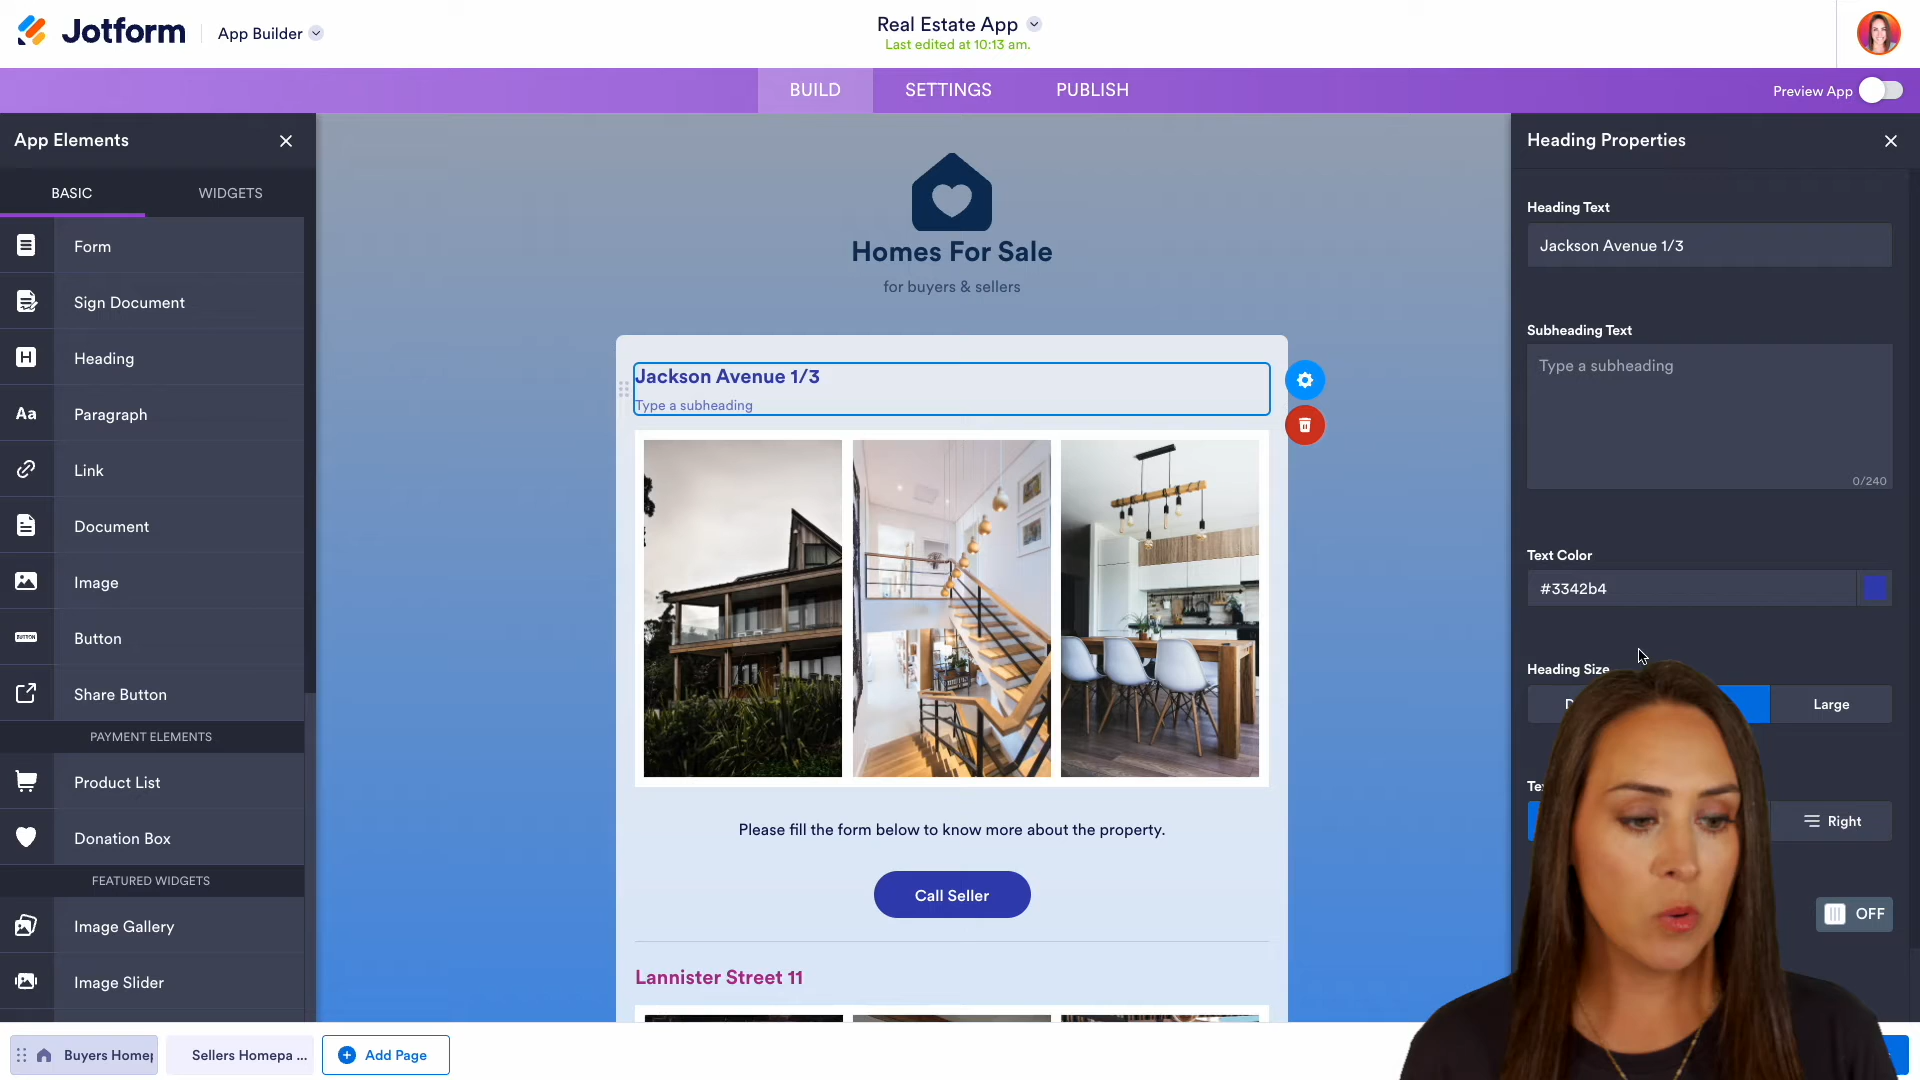 Jotform
App Builder
Real Estate App
Last edited at 10:13 am.
BUILD
SETTINGS
PUBLISH
Preview App
App Elements
BASIC
WIDGETS
Form
Sign Document
Heading
Paragraph
Link
Document
Image
Button
Share Button
PAYMENT ELEMENTS
Product List
Donation Box
FEATURED WIDGETS
Image Gallery
Image Slider
Homes For Sale
for buyers & sellers
Jackson Avenue 1/3
Type a subheading
Please fill the form below to know more about the property.
Call Seller
Lannister Street 11
Heading Properties
Heading Text
Jackson Avenue 1/3
Subheading Text
Type a subheading
0/240
Text Color
#3342b4
Heading Size
Large
Right
OFF
Buyers Homep
Sellers Homepa ...
Add Page